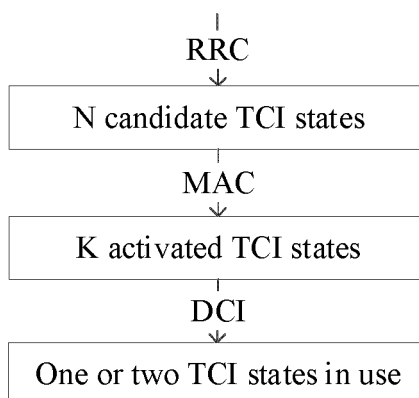 RRC
N candidate TCI states
MAC
K activated TCI states
DCI
One or two TCI states in use